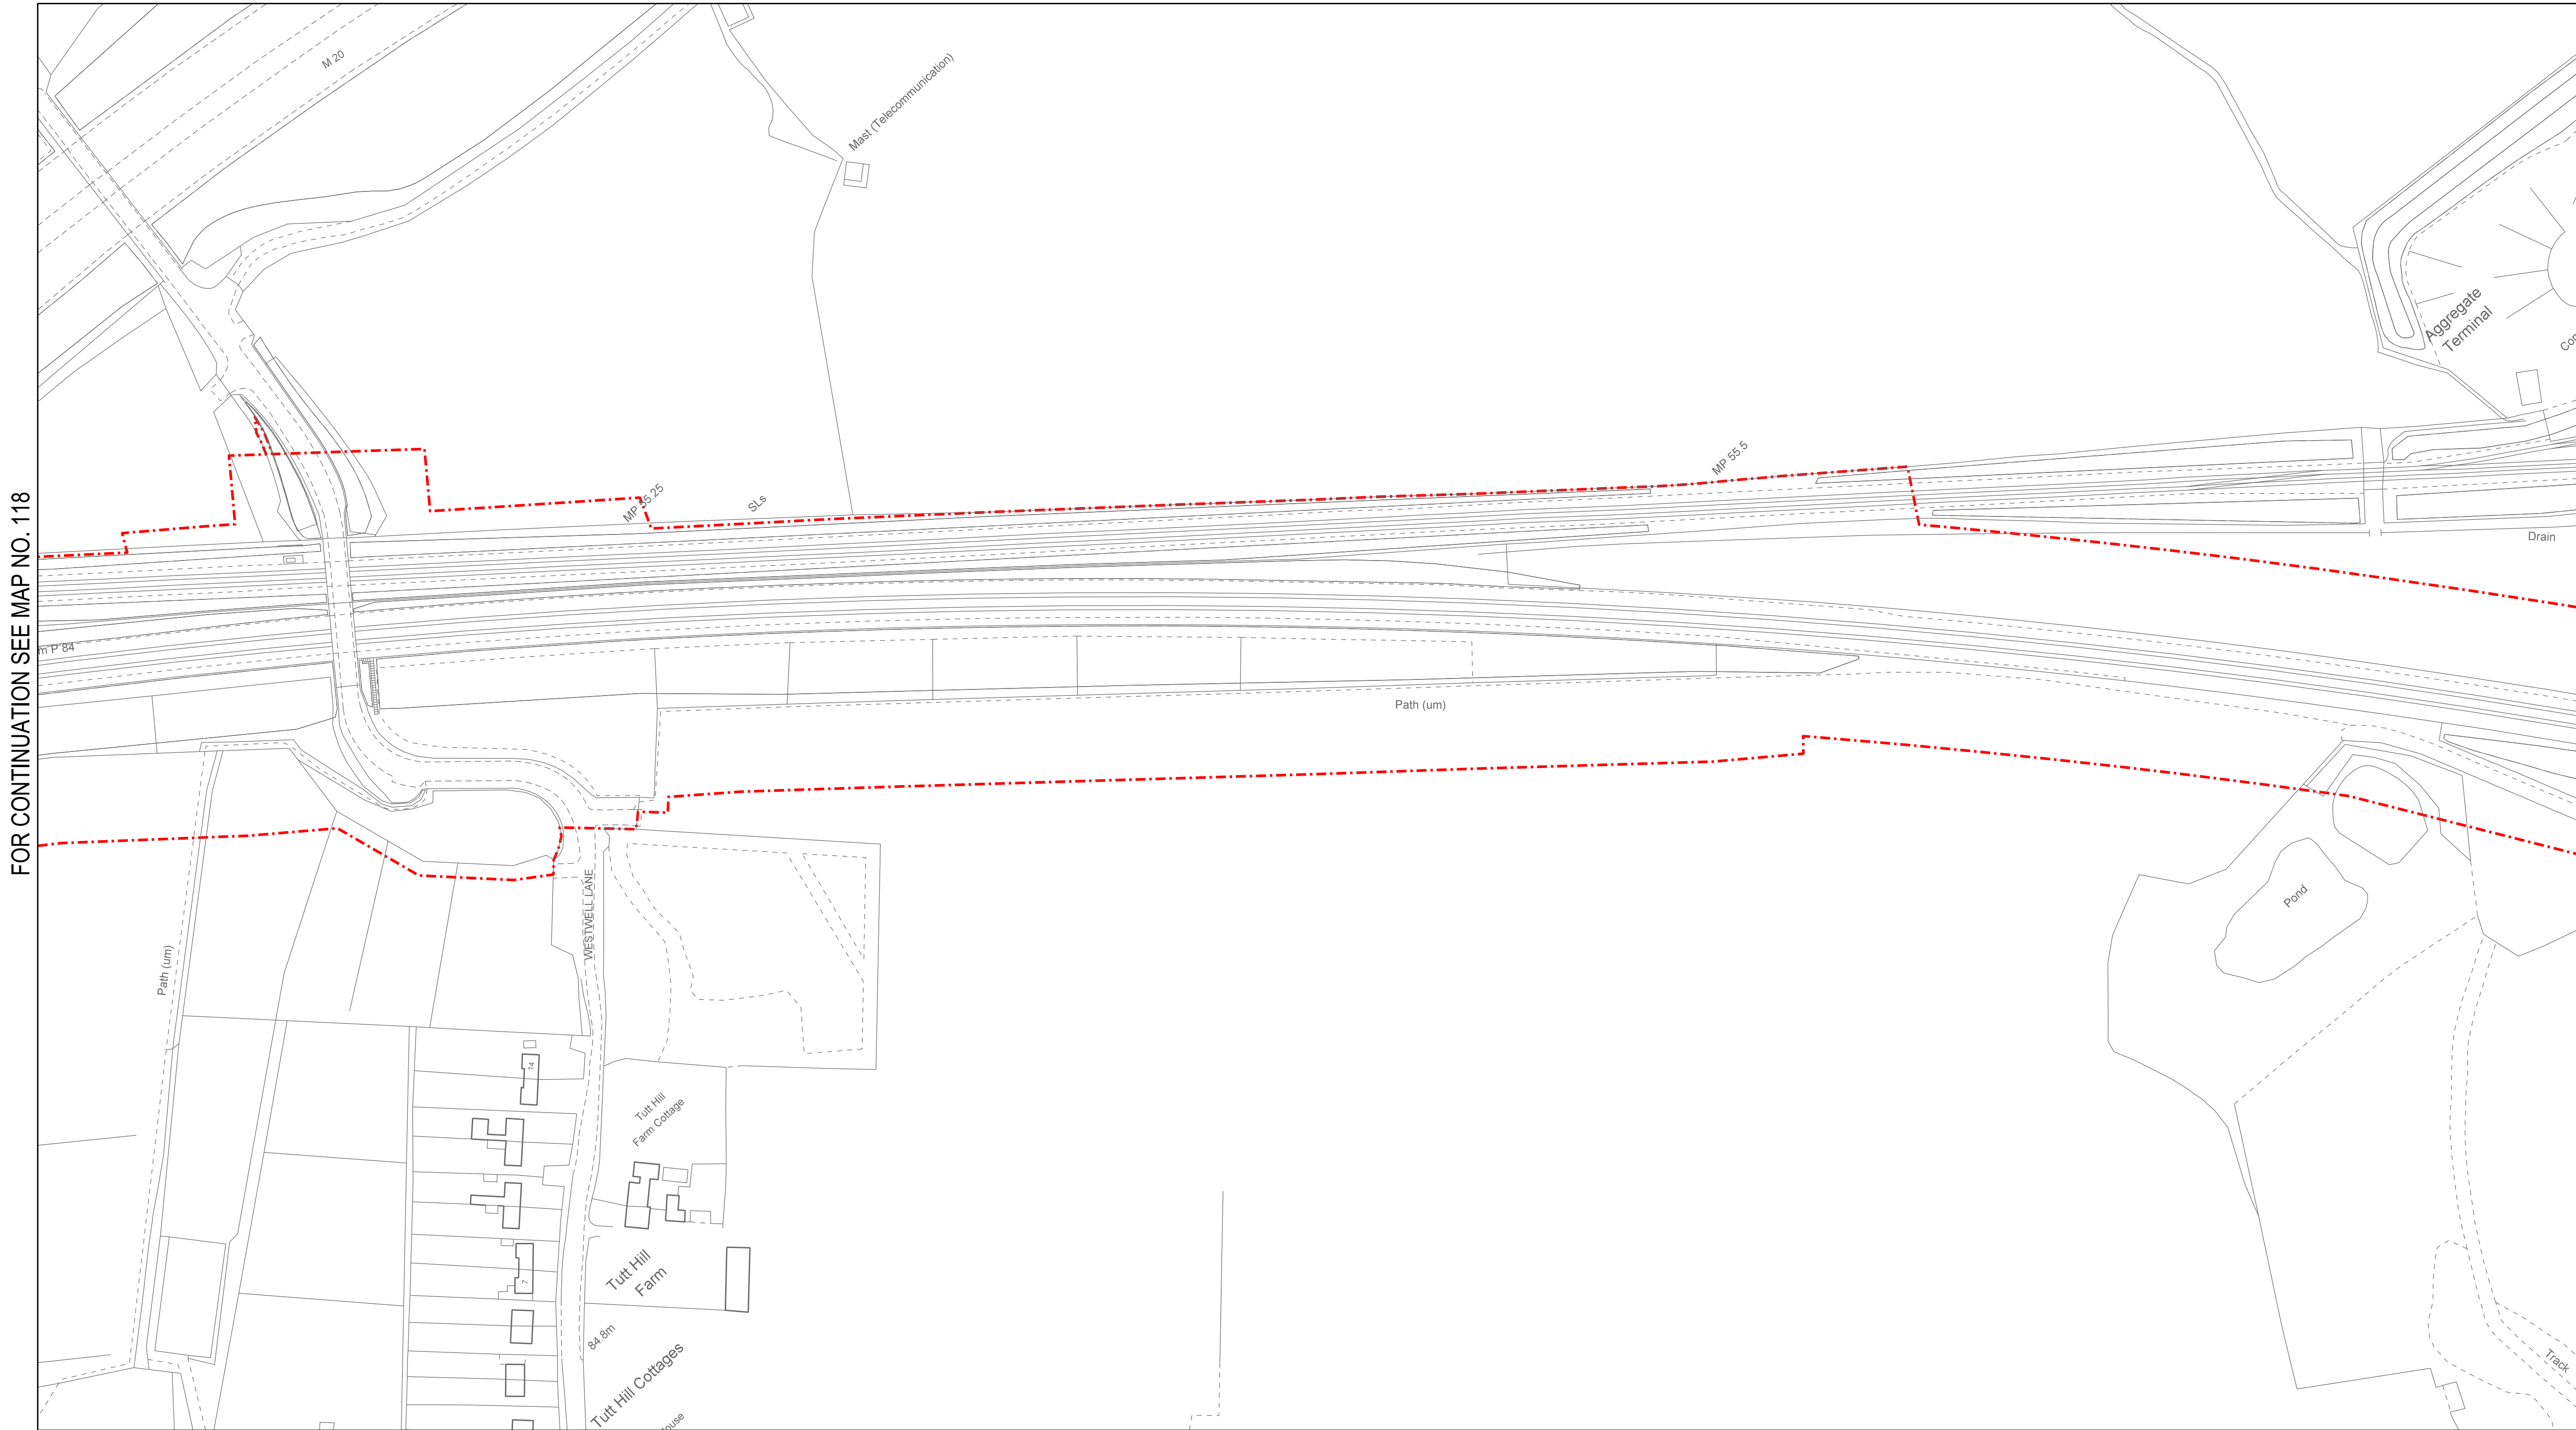 FOR CONTINUATION SEE MAP NO. 118
M 20
Mast (Telecommunication)
MP 55.25
SLs
MP 55.5
Aggregate
Terminal
Drain
m P 84
Path (um)
Path (um)
WESTWELL LANE
Pond
14
Tutt Hill
Farm Cottage
7
Tutt Hill
Farm
84.8m
Tutt Hill Cottages
Track